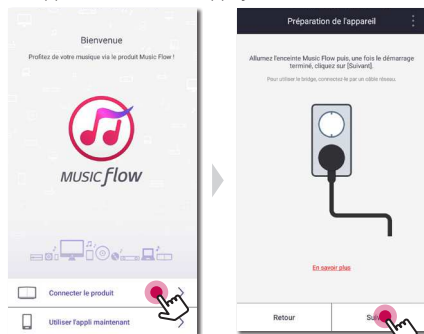 Bienvenue
Profitez de votre musique via le produit Music Flow !
MUSIC flow
Connecter le produit
Utiliser l'appli maintenant
Préparation de l'appareil
Allumez l'enceinte Music Flow puis, une fois le démarrage
terminé, cliquez sur [Suivant].
Pour utiliser le bridge, connectez-le par un câble réseau.
En savoir plus
Retour